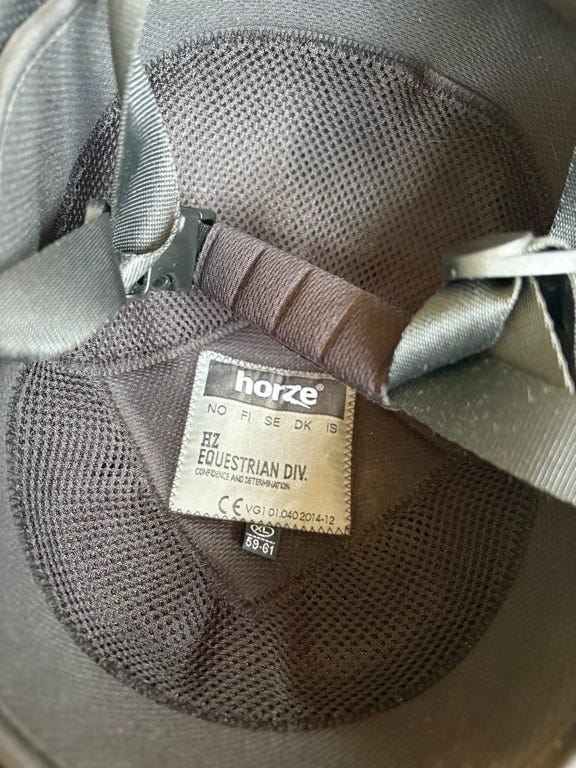 horze®
NO FI SE DK IS
HZ
EQUESTRIAN DIV.
CONFIDENCE AND DETERMINATION
CE VG1 01.040 2014-12
XL
59-61